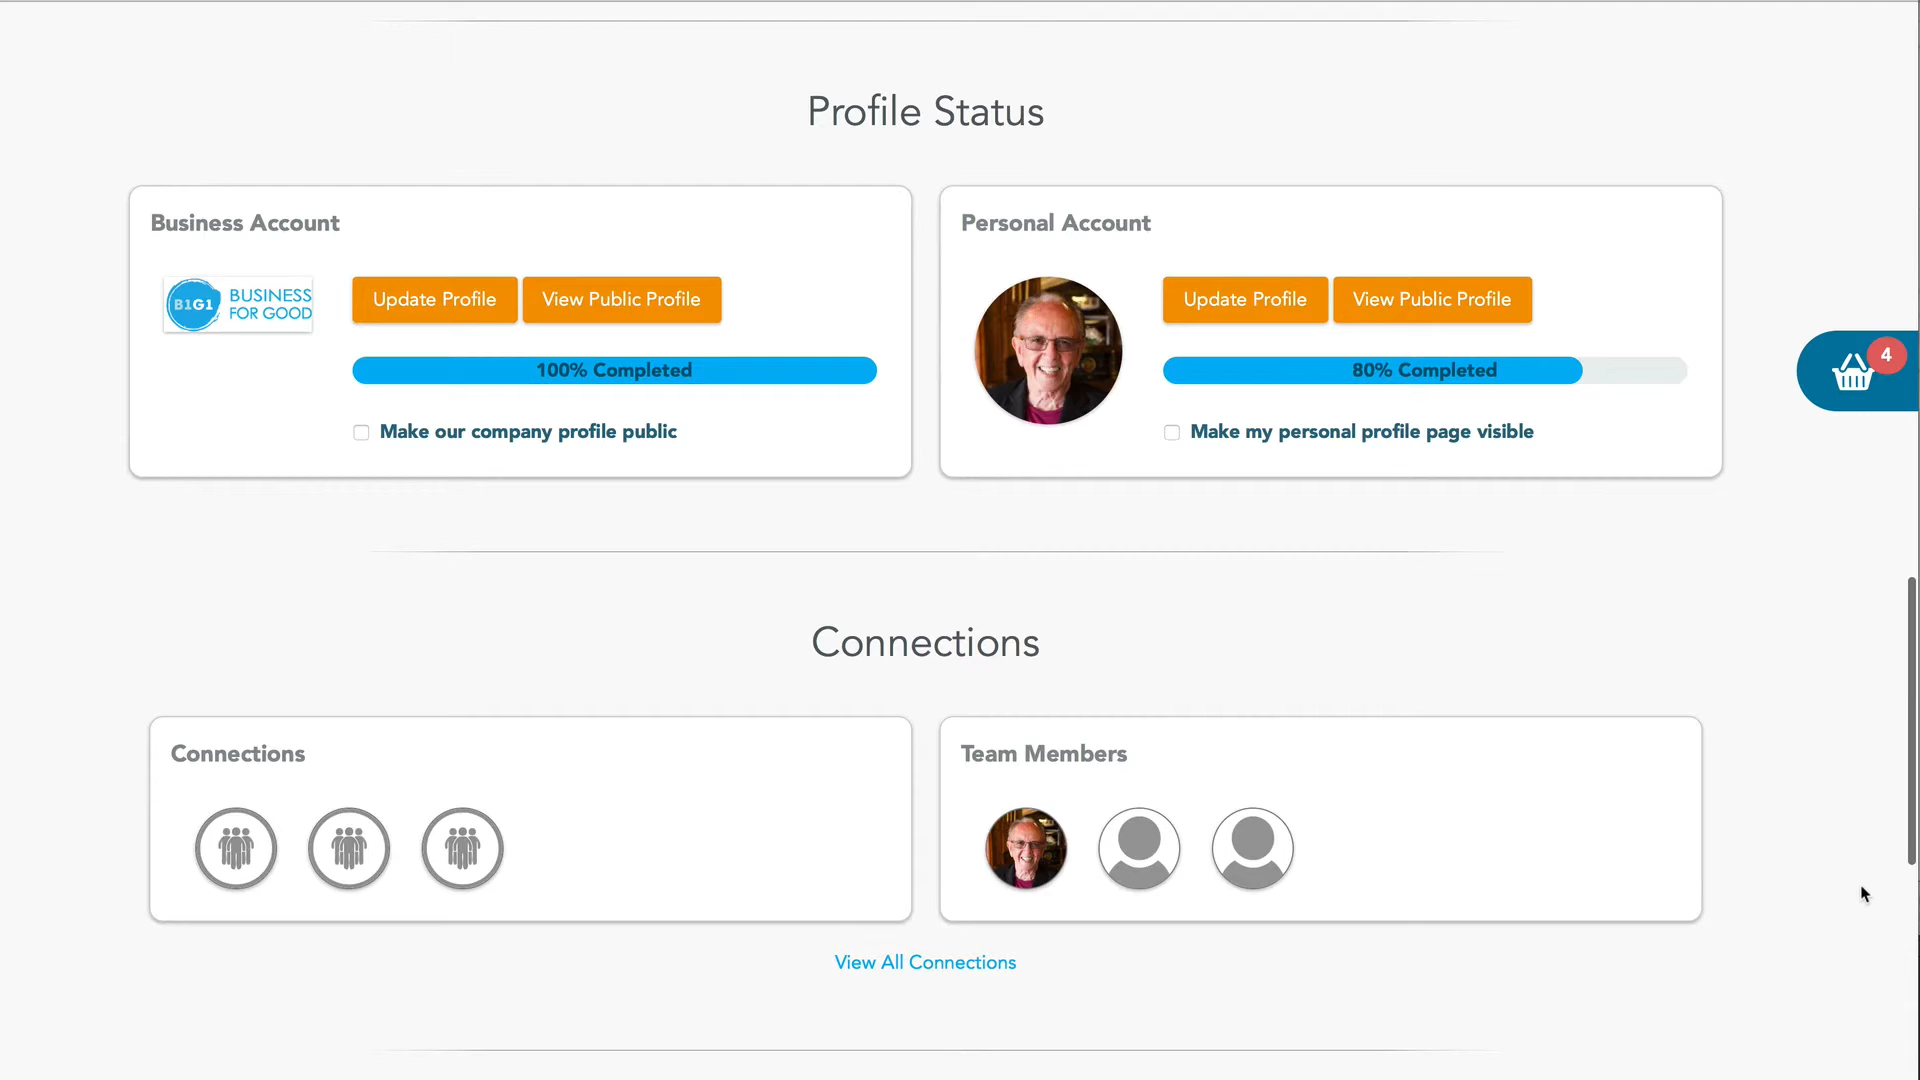 Profile Status
Business Account
B1G1 BUSINESS
FOR GOOD
Update Profile
View Public Profile
100% Completed
Make our company profile public
Personal Account
Update Profile
View Public Profile
80% Completed
Make my personal profile page visible
4
Connections
Connections
Team Members
View All Connections